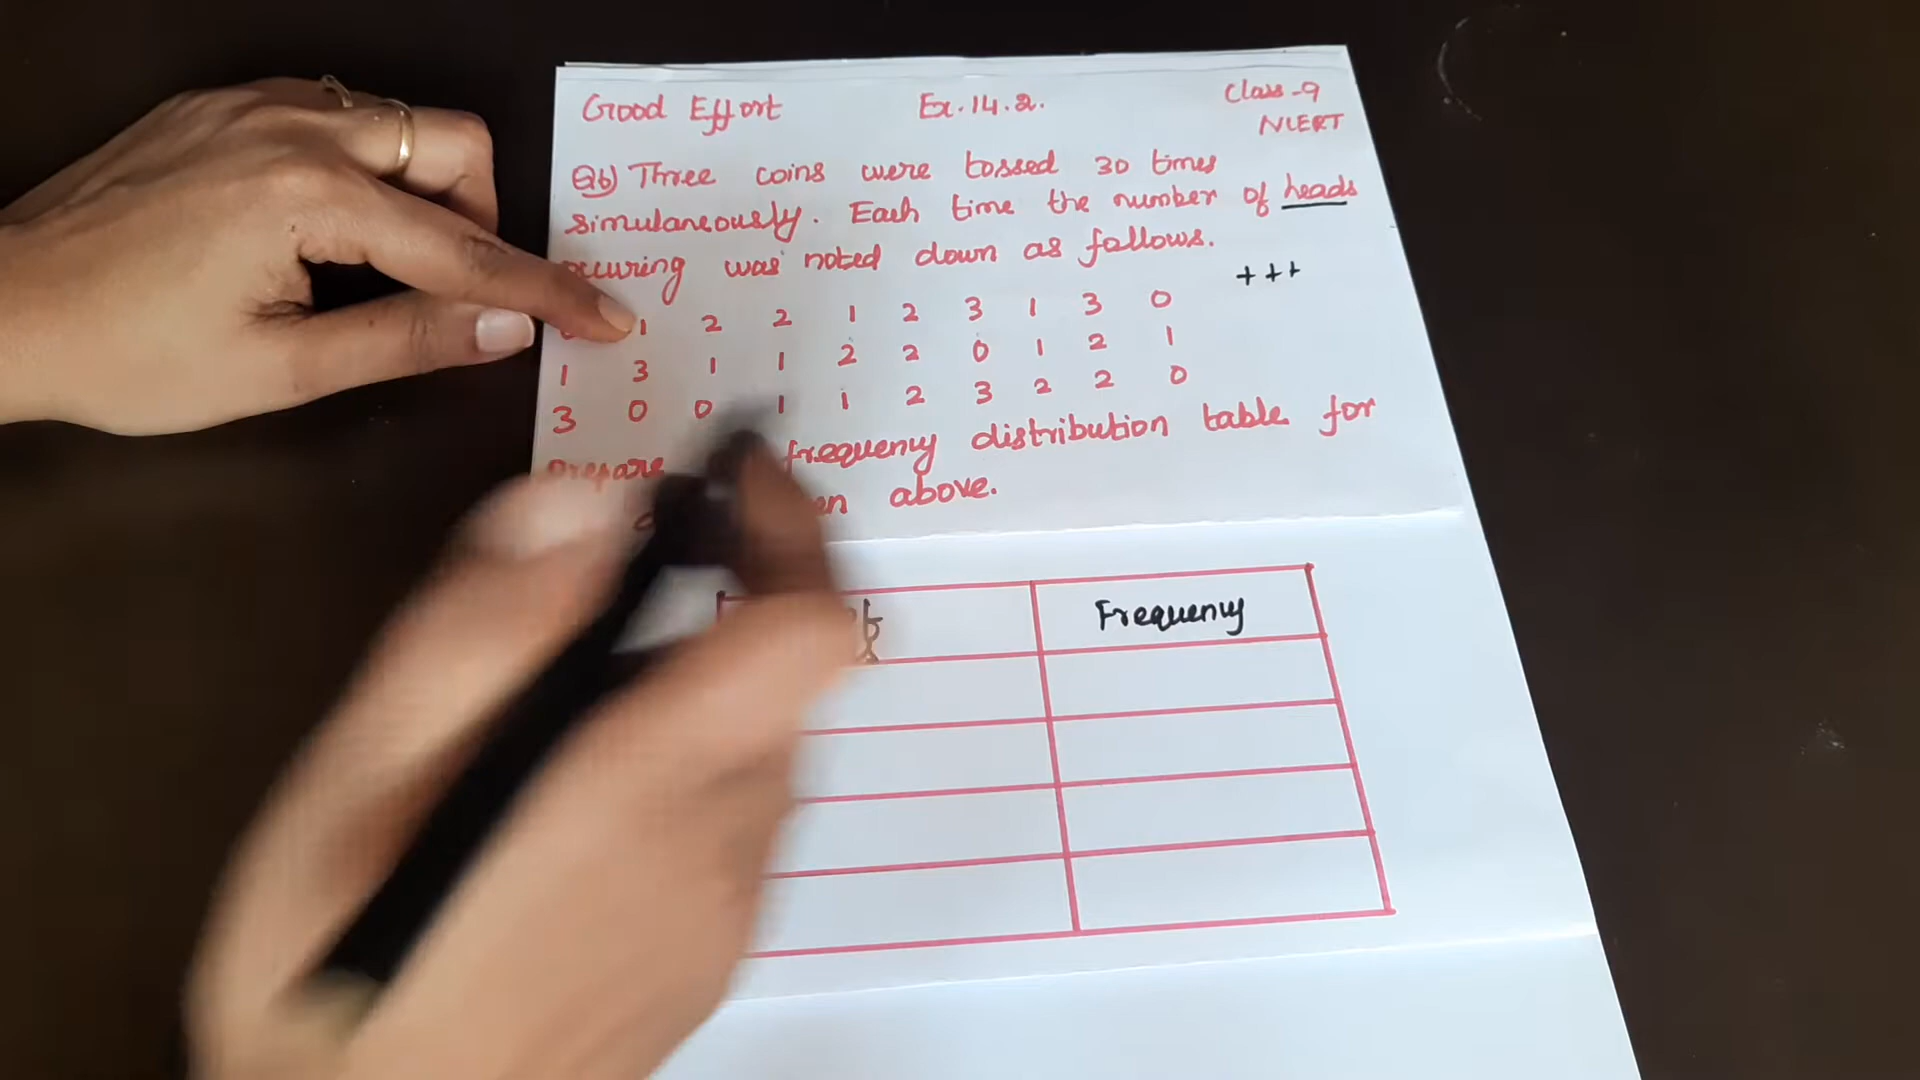 Good Effort Ex.14.2. Class-9
NCERT
Q6) Three coins were tossed 30 times
simultaneously. Each time the number of heads
occuring was noted down as follows.
+++
1 2 2 1 2 3 1 3 0
1 3 1 1 2 2 0 1 2 1
3 0 0 1 1 2 3 2 2 0
Prepare frequency distribution table for
above.
Frequency